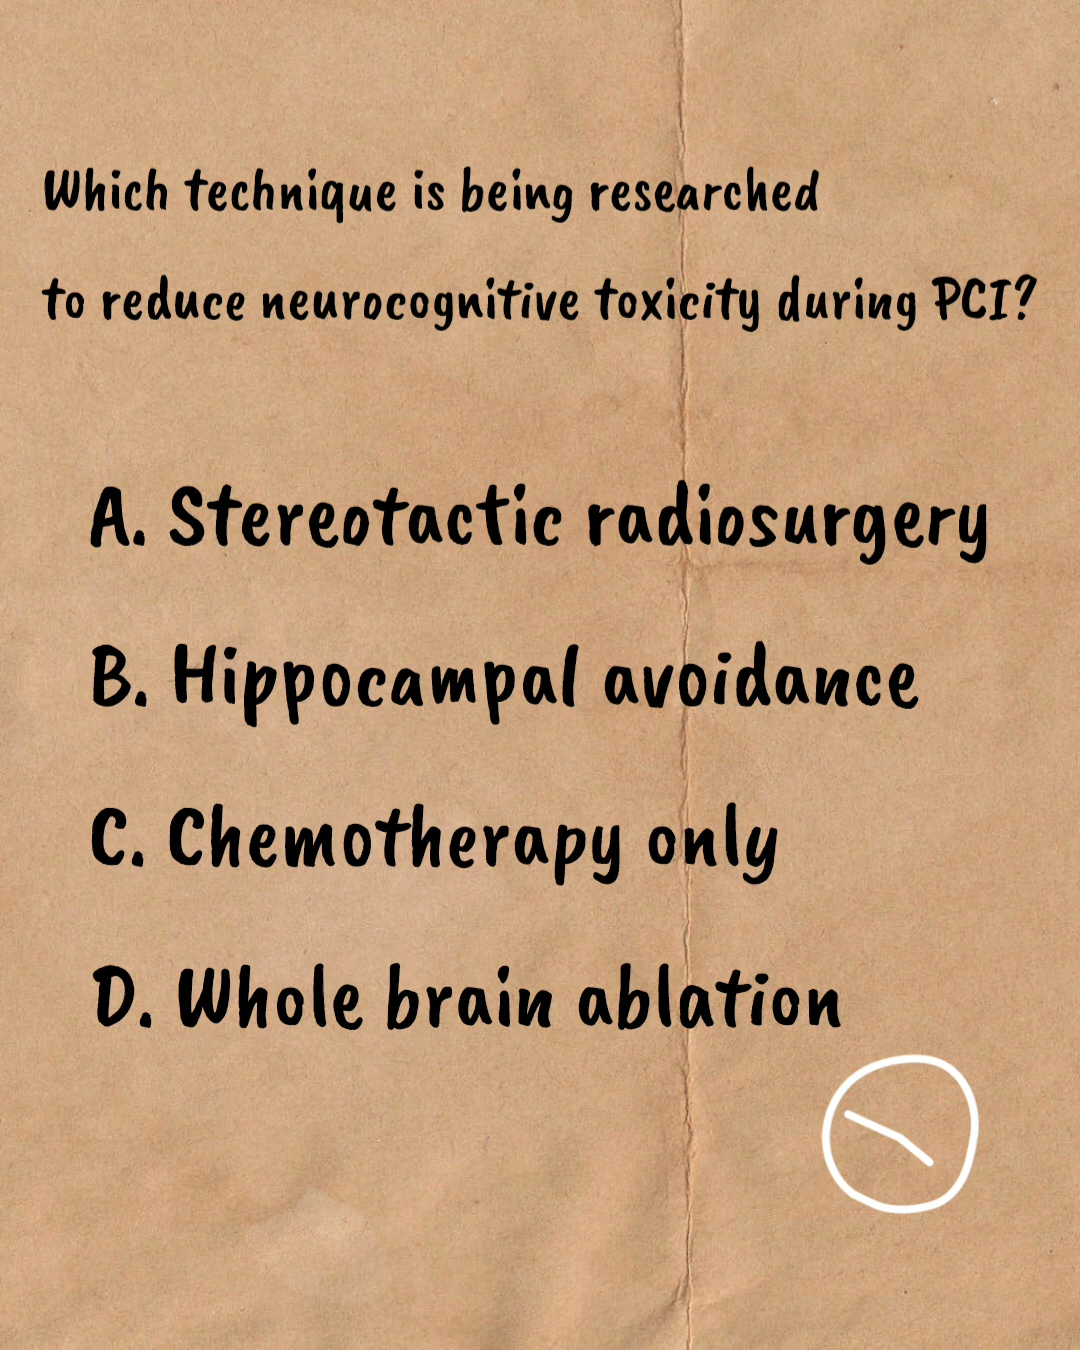 Which technique is being researched
to reduce neurocognitive toxicity during PCI?
A. Stereotactic radiosurgery
B. Hippocampal avoidance
C. Chemotherapy only
D. Whole brain ablation